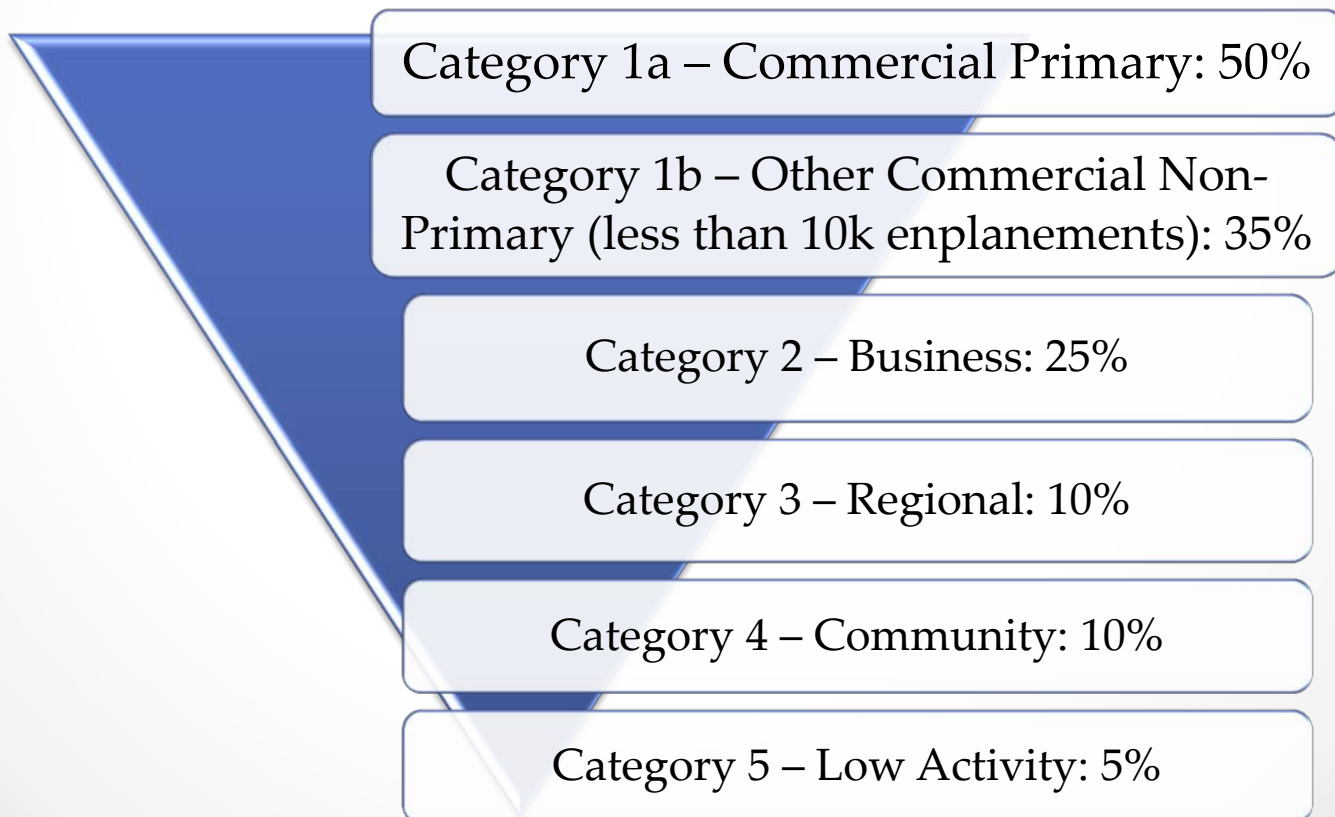 Category 1a – Commercial Primary: 50%
Category 1b – Other Commercial Non-
Primary (less than 10k enplanements): 35%
Category 2 – Business: 25%
Category 3 – Regional: 10%
Category 4 – Community: 10%
Category 5 – Low Activity: 5%